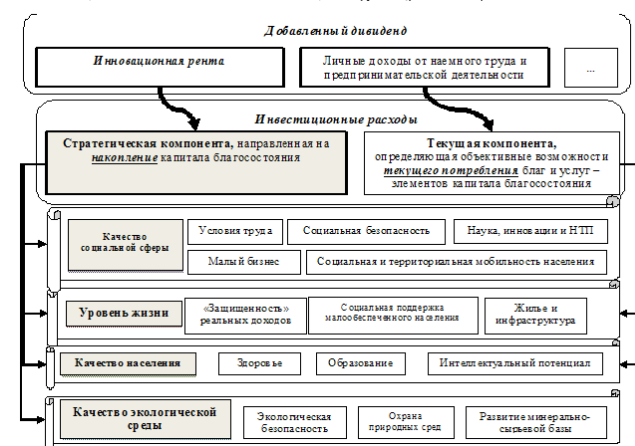 Добавленный дивиденд
Инновационная рента
Личные доходы от наемного труда и
предпринимательской деятельности
...
Инвестиционные расходы
Стратегическая компонента, направленная на
накопление капитала благосостояния
Текущая компонента,
определяющая объективные возможности
текущего потребления благ и услуг –
элементов капитала благосостояния
Качество
социальной сферы
Условия труда
Социальная безопасность
Наука, инновации и НТП
Малый бизнес
Социальная и территориальная мобильность населения
Уровень жизни
«Защищенность»
реальных доходов
Социальная поддержка
малообеспеченного населения
Жилье и
инфраструктура
Качество населения
Здоровье
Образование
Интеллектуальный потенциал
Качество экологической
среды
Экологическая
безопасность
Охрана
природных сред
Развитие минерально-
сырьевой базы